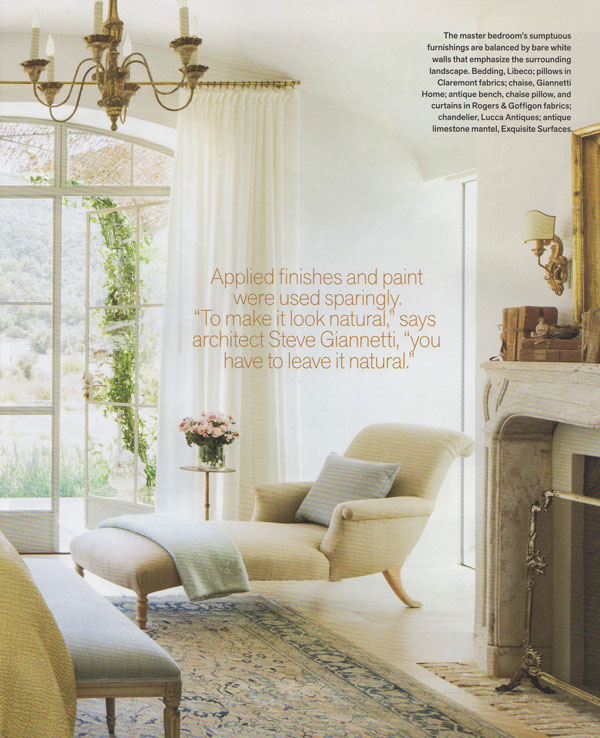 The master bedroom's sumptuous
furnishings are balanced by bare white
walls that emphasize the surrounding
landscape. Bedding, Libeco; pillows in
Claremont fabrics; chaise, Giannetti
Home; antique bench, chaise pillow, and
curtains in Rogers & Goffigon fabrics;
chandelier, Lucca Antiques; antique
limestone mantel, Exquisite Surfaces.
Applied finishes and paint
were used sparingly.
“To make it look natural,” says
architect Steve Giannetti, “you
have to leave it natural.”